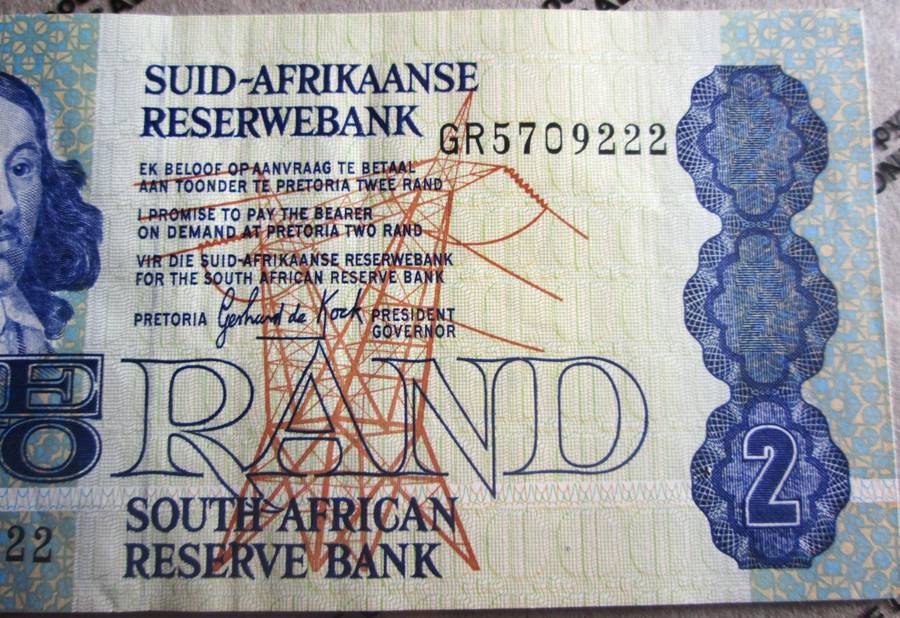 SUID-AFRIKAANSE
RESERWEBANK
GR5709222
EK BELOOF OP AANVRAAG TE BETAAL
AAN TOONDER TE PRETORIA TWEE RAND
I PROMISE TO PAY THE BEARER
ON DEMAND AT PRETORIA TWO RAND
VIR DIE SUID-AFRIKAANSE RESERWEBANK
FOR THE SOUTH AFRICAN RESERVE BANK
PRETORIA Gerhard de Kock PRESIDENT
GOVERNOR
E
O
RAND
2
SOUTH AFRICAN
RESERVE BANK
22